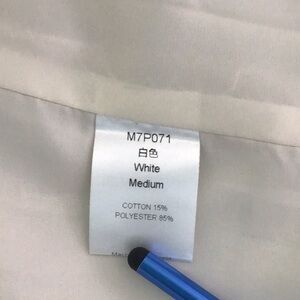 M7P071
白色
White
Medium
COTTON 15%
POLYESTER 85%